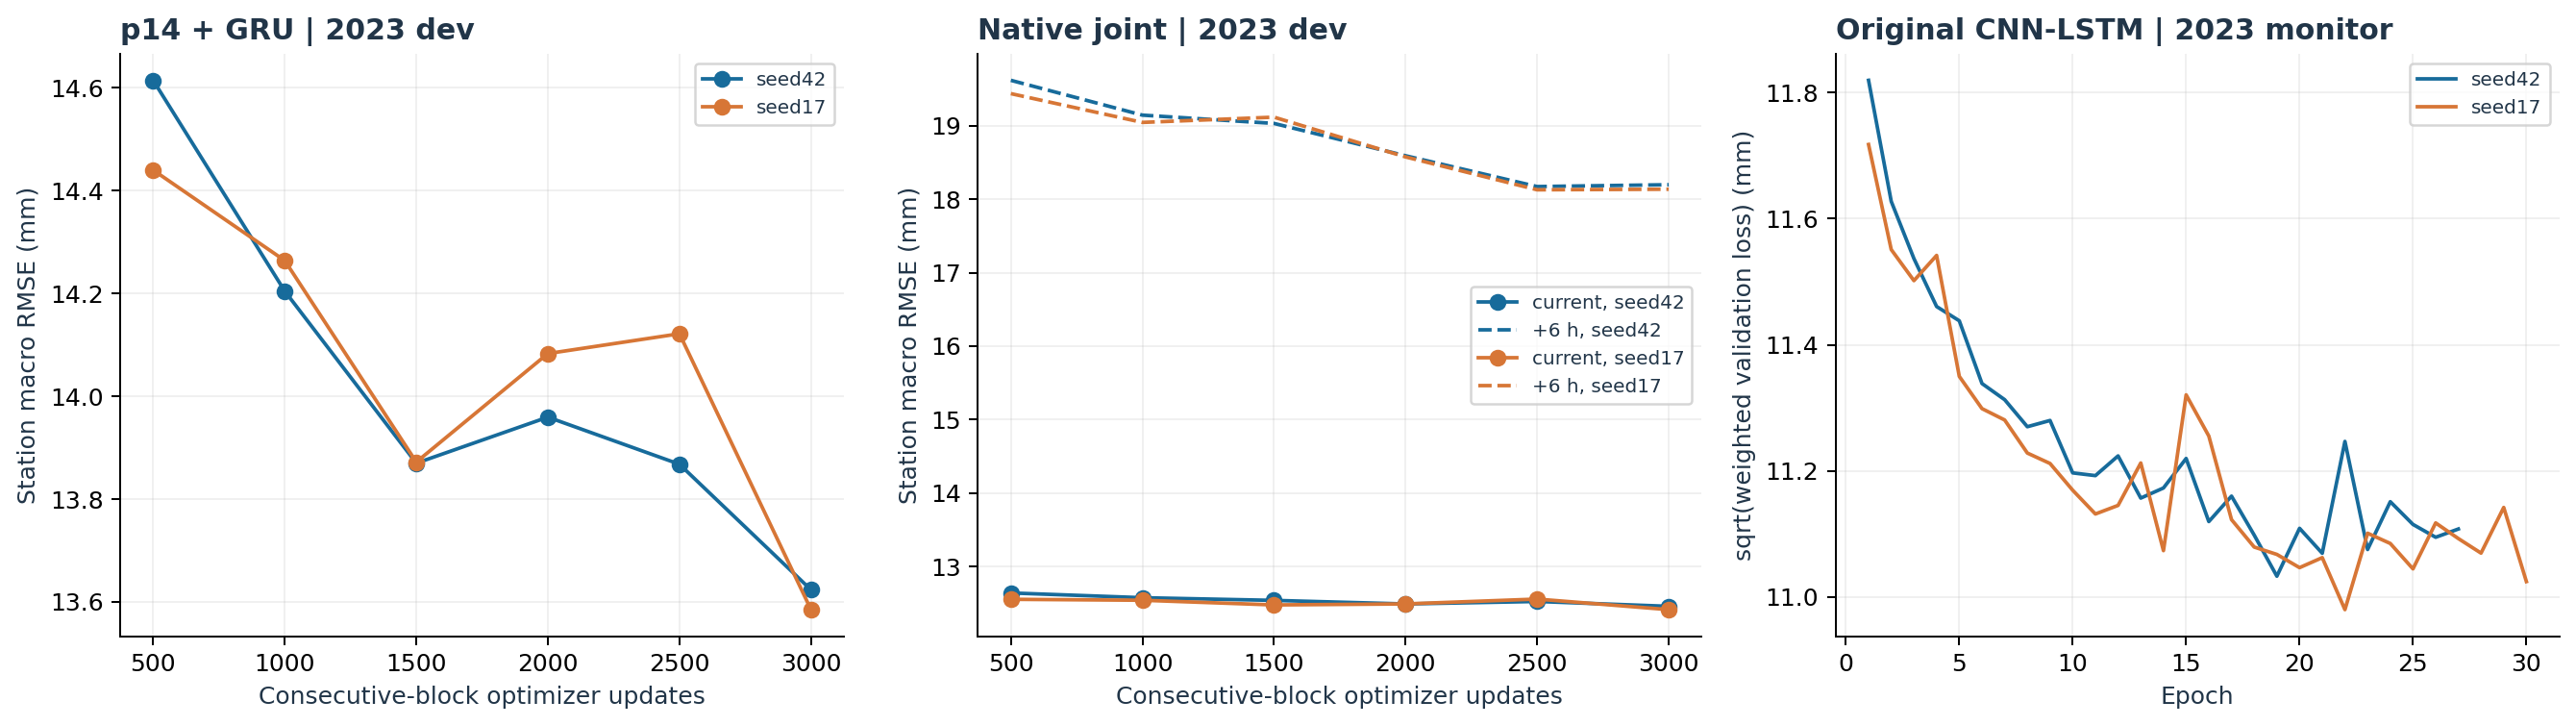 p14 + GRU | 2023 dev
Station macro RMSE (mm)
14.6
14.4
14.2
14.0
13.8
13.6
seed42
seed17
500
1000
1500
2000
2500
3000
Consecutive-block optimizer updates
Native joint | 2023 dev
Station macro RMSE (mm)
19
18
17
16
15
14
13
current, seed42
+6 h, seed42
current, seed17
+6 h, seed17
500
1000
1500
2000
2500
3000
Consecutive-block optimizer updates
Original CNN-LSTM | 2023 monitor
sqrt(weighted validation loss) (mm)
11.8
11.6
11.4
11.2
11.0
seed42
seed17
0
5
10
15
20
25
30
Epoch